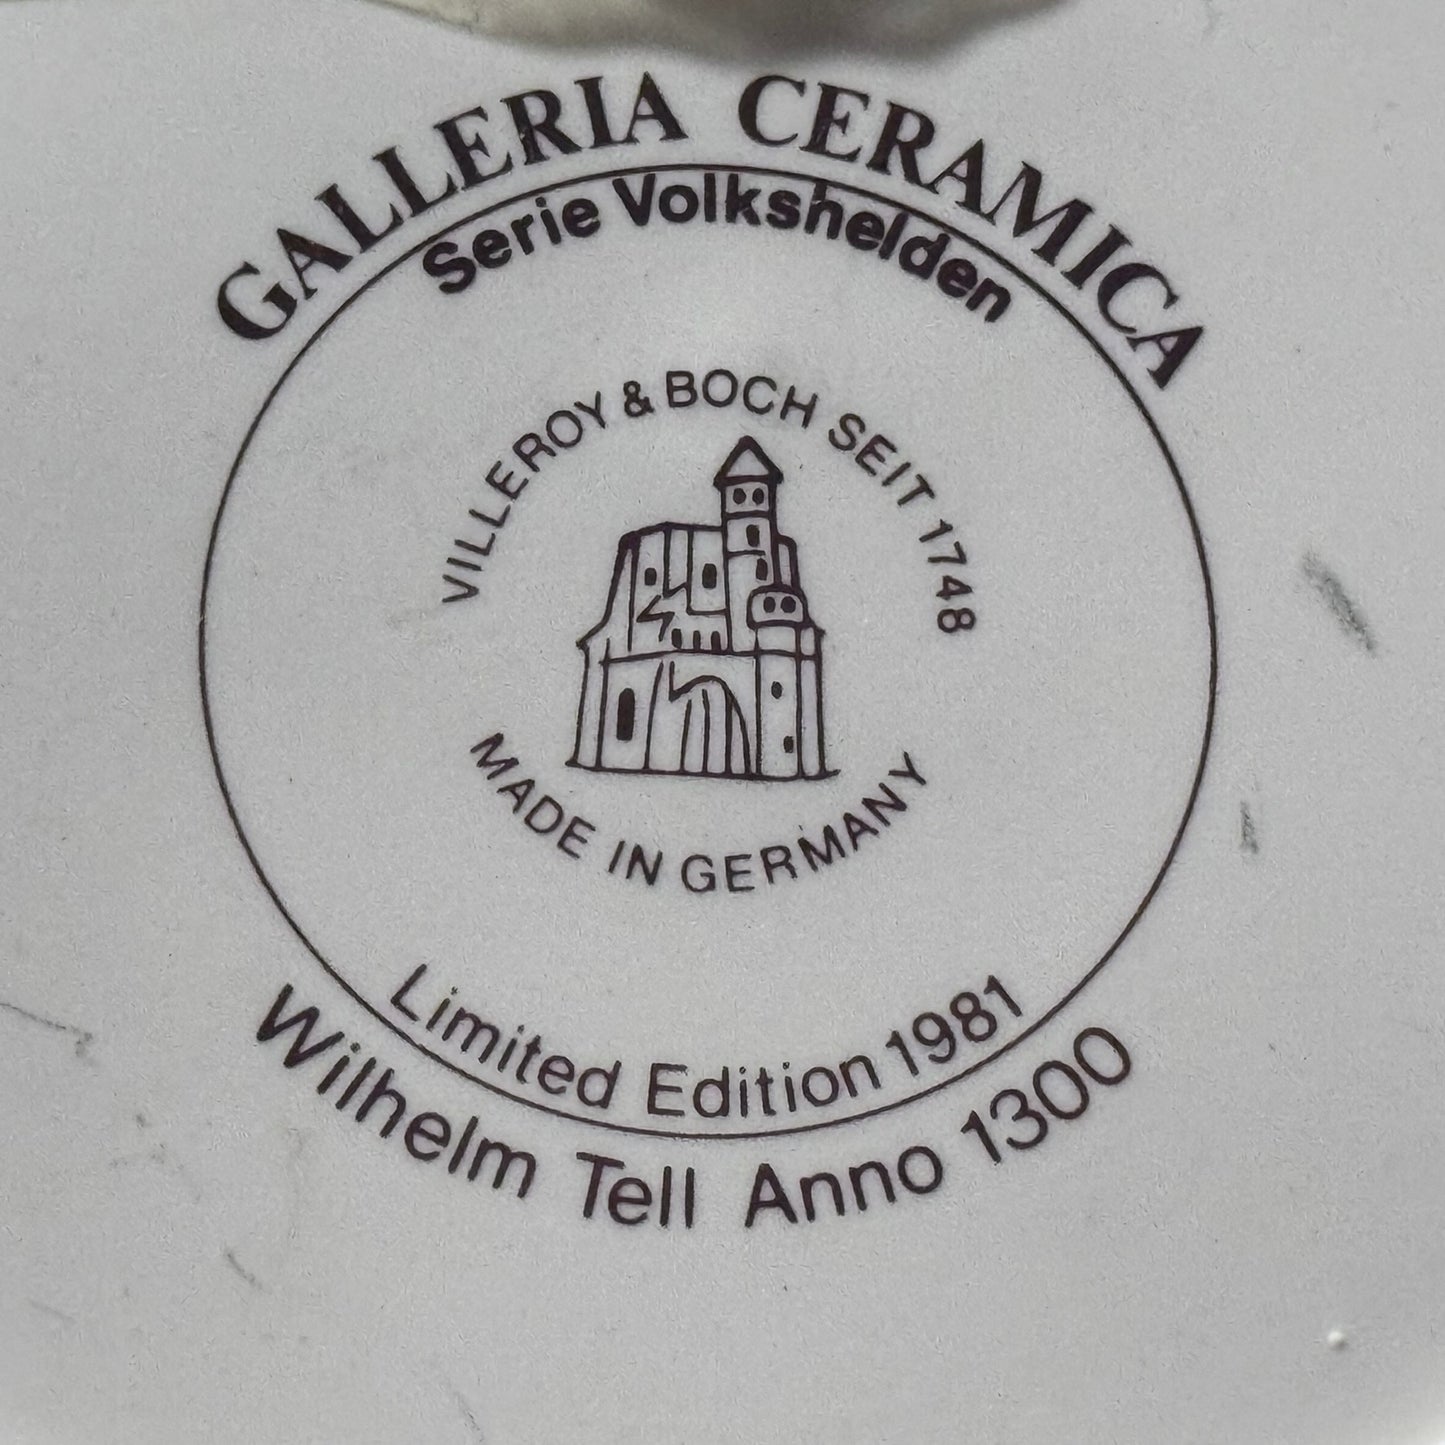 GALLERIA CERAMICA
Serie Volkshelden
VILLEROY & BOCH SEIT 1748
MADE IN GERMANY
Limited Edition 1981
Wilhelm Tell Anno 1300